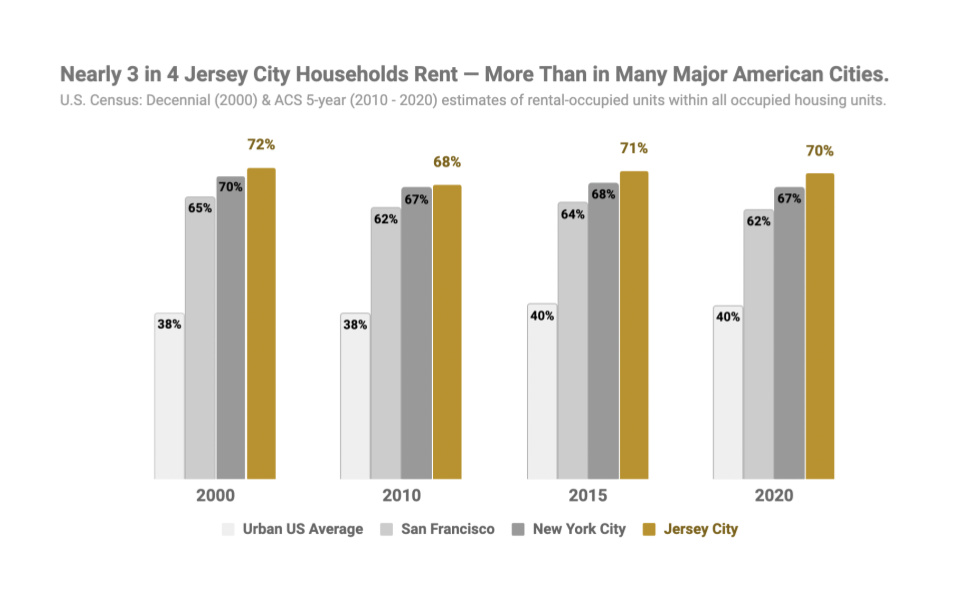 Nearly 3 in 4 Jersey City Households Rent — More Than in Many Major American Cities.
U.S. Census: Decennial (2000) & ACS 5-year (2010 - 2020) estimates of rental-occupied units within all occupied housing units.
38% 65% 70% 72%
38% 62% 67% 68%
40% 64% 68% 71%
40% 62% 67% 70%
2000 2010 2015 2020
Urban US Average San Francisco New York City Jersey City